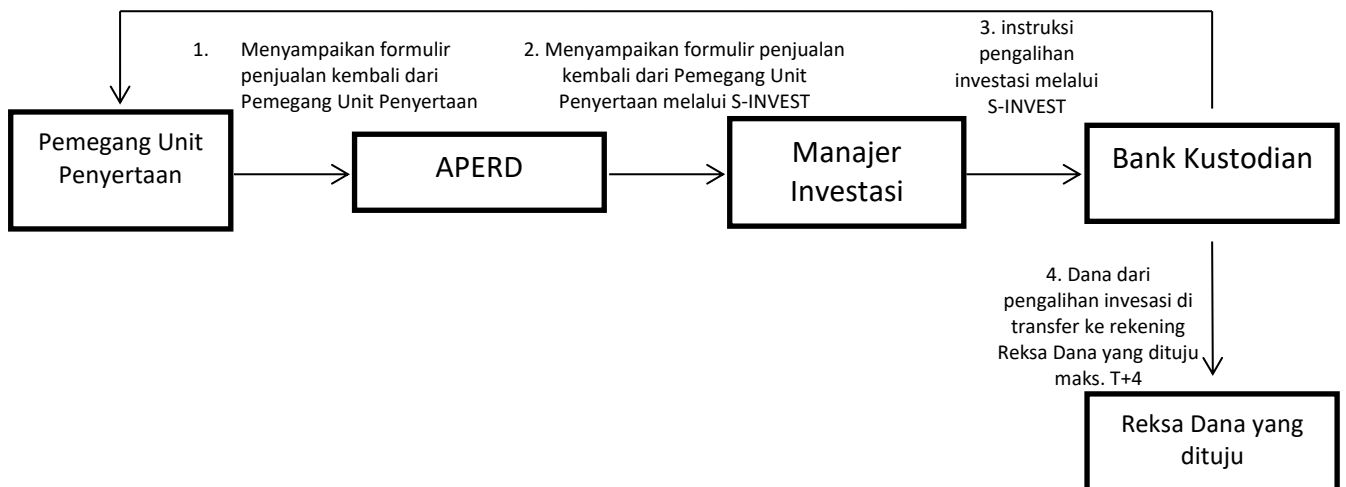 1. Menyampaikan formulir
penjualan kembali dari
Pemegang Unit Penyertaan
2. Menyampaikan formulir penjualan
kembali dari Pemegang Unit
Penyertaan melalui S-INVEST
3. instruksi
pengalihan
investasi melalui
S-INVEST
Pemegang Unit
Penyertaan
APERD
Manajer
Investasi
Bank Kustodian
4. Dana dari
pengalihan invesasi di
transfer ke rekening
Reksa Dana yang dituju
maks. T+4
Reksa Dana yang
dituju